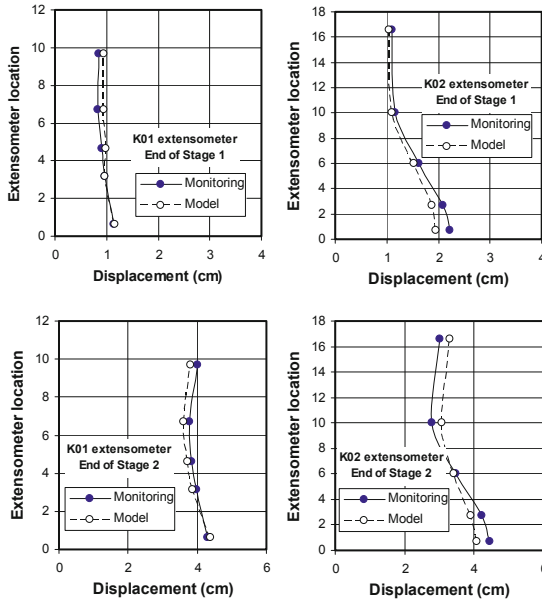 12
10
8
6
4
2
0
0
1
2
3
4
Extensometer location
Displacement (cm)
K01 extensometer
End of Stage 1
Monitoring
Model
18
16
14
12
10
8
6
4
2
0
0
1
2
3
4
Extensometer location
Displacement (cm)
K02 extensometer
End of Stage 1
Monitoring
Model
12
10
8
6
4
2
0
0
2
4
6
Extensometer location
Displacement (cm)
K01 extensometer
End of Stage 2
Monitoring
Model
18
16
14
12
10
8
6
4
2
0
0
2
4
6
Extensometer location
Displacement (cm)
K02 extensometer
End of Stage 2
Monitoring
Model